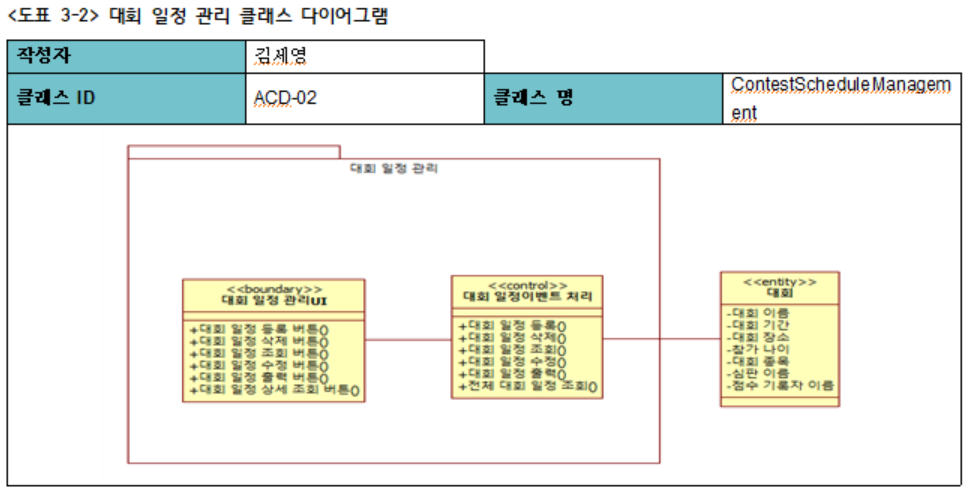 <도표 3-2> 대회 일정 관리 클래스 다이어그램
작성자 김세영
클래스 ID ACD-02 클래스 명 ContestScheduleManagem
ent
대회 일정 관리
<<boundary>>
대회 일정 관리UI
+대회 일정 등록 버튼()
+대회 일정 삭제 버튼()
+대회 일정 조회 버튼()
+대회 일정 수정 버튼()
+대회 일정 출력 버튼()
+대회 일정 상세 조회 버튼()
<<control>>
대회 일정이벤트 처리
+대회 일정 등록()
+대회 일정 삭제()
+대회 일정 조회()
+대회 일정 수정()
+대회 일정 출력()
+전체 대회 일정 조회()
<<entity>>
대회
-대회 이름
-대회 기간
-대회 장소
-참가 나이
-대회 종목
-심판 이름
-점수 기록자 이름